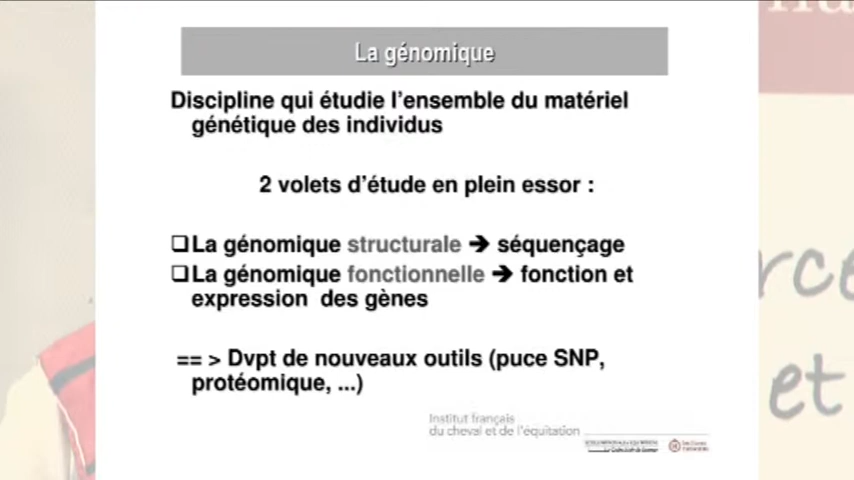 La génomique
Discipline qui étudie l'ensemble du matériel
génétique des individus
2 volets d'étude en plein essor :
❑La génomique structurale ➔ séquençage
❑La génomique fonctionnelle ➔ fonction et
expression des gènes
== > Dvpt de nouveaux outils (puce SNP,
protéomique, ...)
Institut français
du cheval et de l'équitation
et